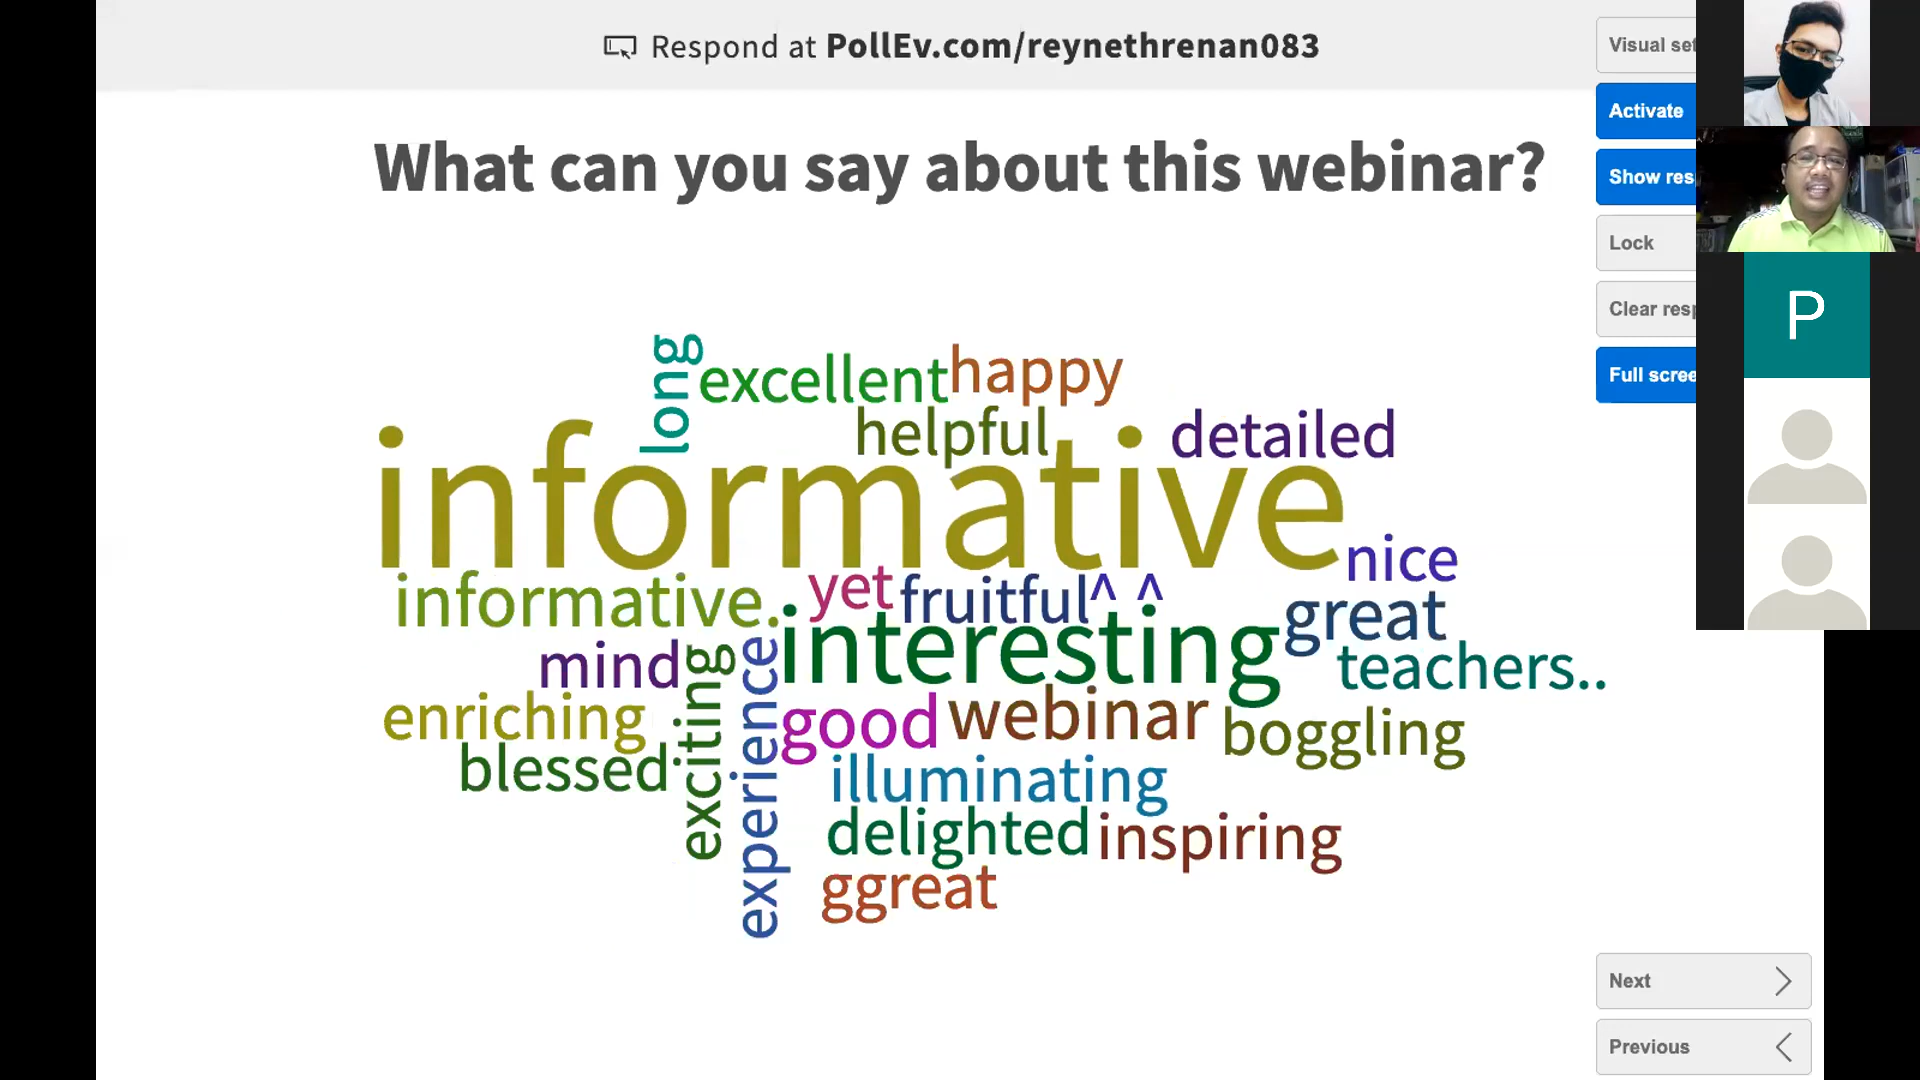 Respond at PollEv.com/reynethrenan083
Visual set
Activate
Show res
Lock
Clear resp
Full scree
P
What can you say about this webinar?
long
excellent
happy
helpful
detailed
informative
nice
informative.
yet
fruitful
^ ^
great
interesting
mind
teachers..
exciting
experience
enriching
good
webinar
boggling
blessed
illuminating
delighted
inspiring
ggreat
Next
Previous